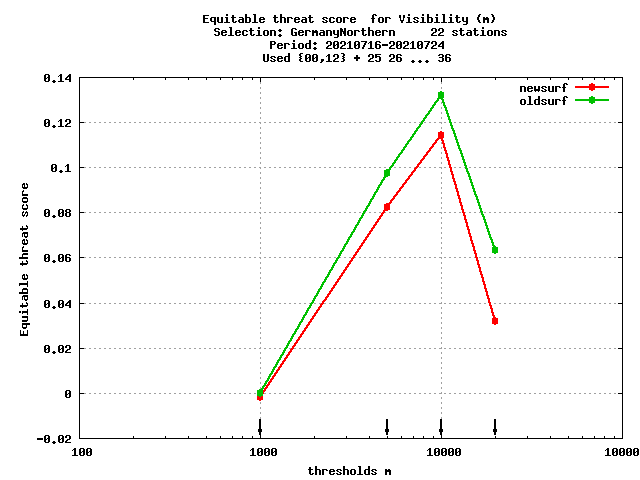 Equitable threat score  for Visibility (m)
Selection: GermanyNorthern     22 stations
Period: 20210716-20210724
Used {00,12} + 25 26 ... 36
newsurf
oldsurf
0.14
0.12
0.1
0.08
0.06
0.04
0.02
0
-0.02
Equitable threat score
100 1000 10000 10000
thresholds m